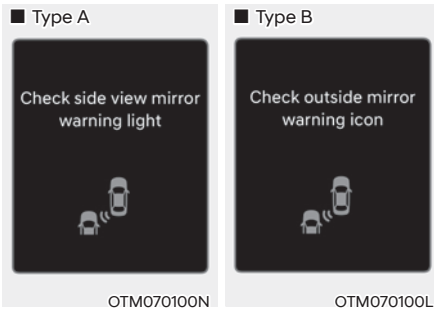 ■ Type A
Check side view mirror
warning light
OTM070100N
■ Type B
Check outside mirror
warning icon
OTM070100L